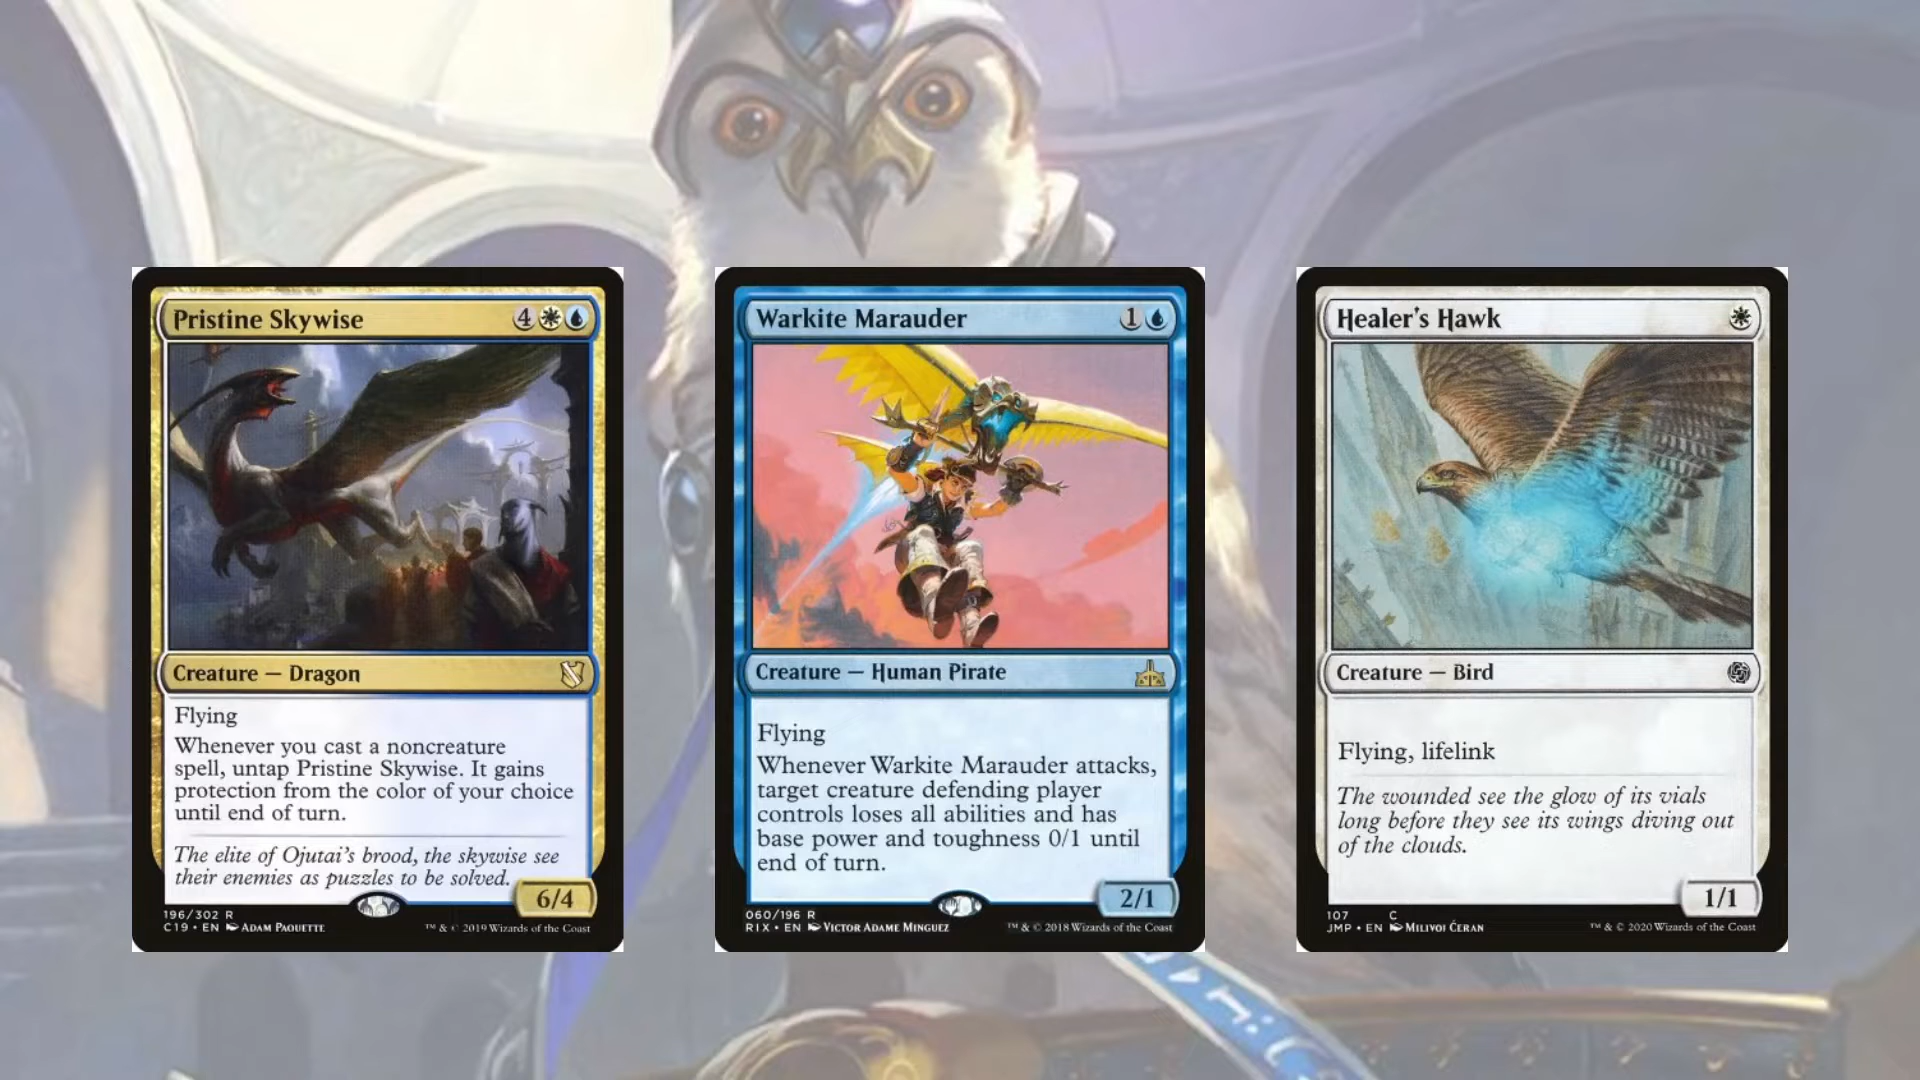 Pristine Skywise
4
Creature — Dragon
Flying
Whenever you cast a noncreature
spell, untap Pristine Skywise. It gains
protection from the color of your choice
until end of turn.
The elite of Ojutai's brood, the skywise see
their enemies as puzzles to be solved.
6/4
196/302 R
C19 • EN Adam Paquette
™ & © 2019 Wizards of the Coast
Warkite Marauder
1
Creature — Human Pirate
Flying
Whenever Warkite Marauder attacks,
target creature defending player
controls loses all abilities and has
base power and toughness 0/1 until
end of turn.
2/1
060/196 R
RIX • EN Victor Adame Minguez
™ & © 2018 Wizards of the Coast
Healer's Hawk
Creature — Bird
Flying, lifelink
The wounded see the glow of its vials
long before they see its wings diving out
of the clouds.
1/1
107 C
JMP • EN Milivoj Ćeran
™ & © 2020 Wizards of the Coast